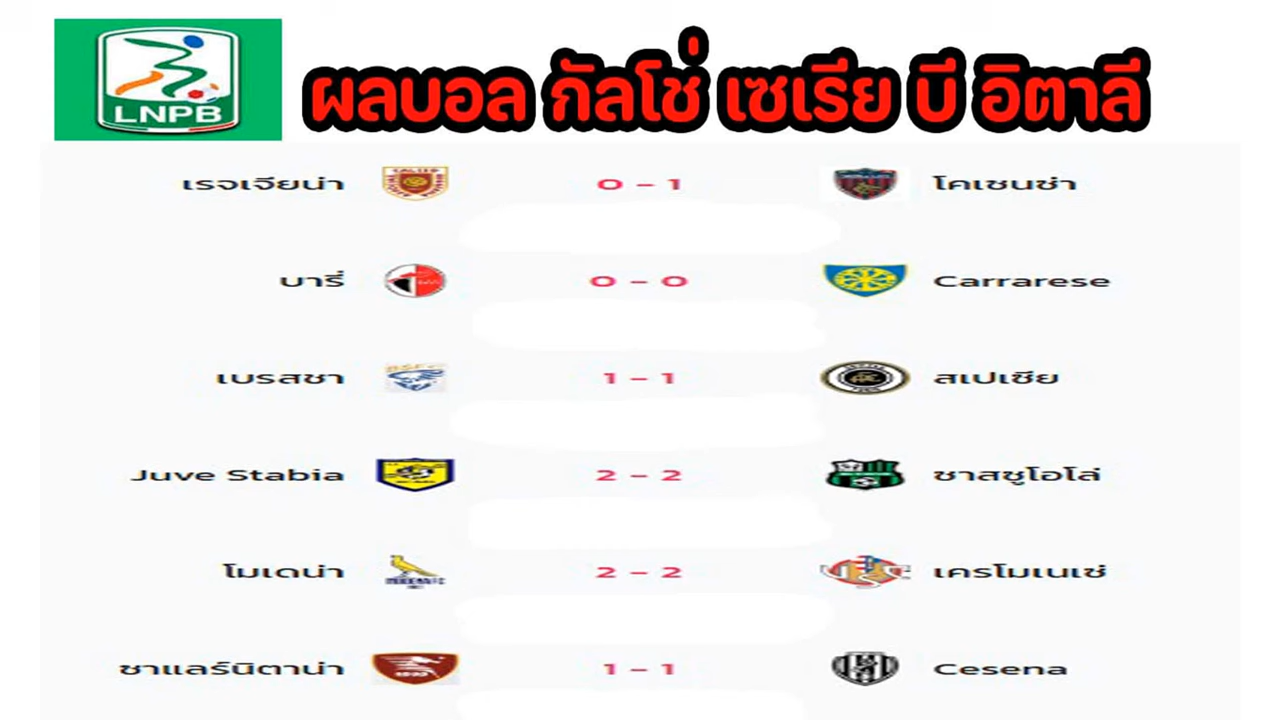 LNPB
ผลบอล กัลโช่ เซเรีย บี อิตาลี
เรจเจียน่า 0 - 1 โคเซนซ่า
บารี่ 0 - 0 Carrarese
เบรสชา 1 - 1 สเปเซีย
Juve Stabia 2 - 2 ซาสซูโอโล่
โมเดน่า 2 - 2 เครโมเนเซ่
ซาแลร์นิตาน่า 1 - 1 Cesena